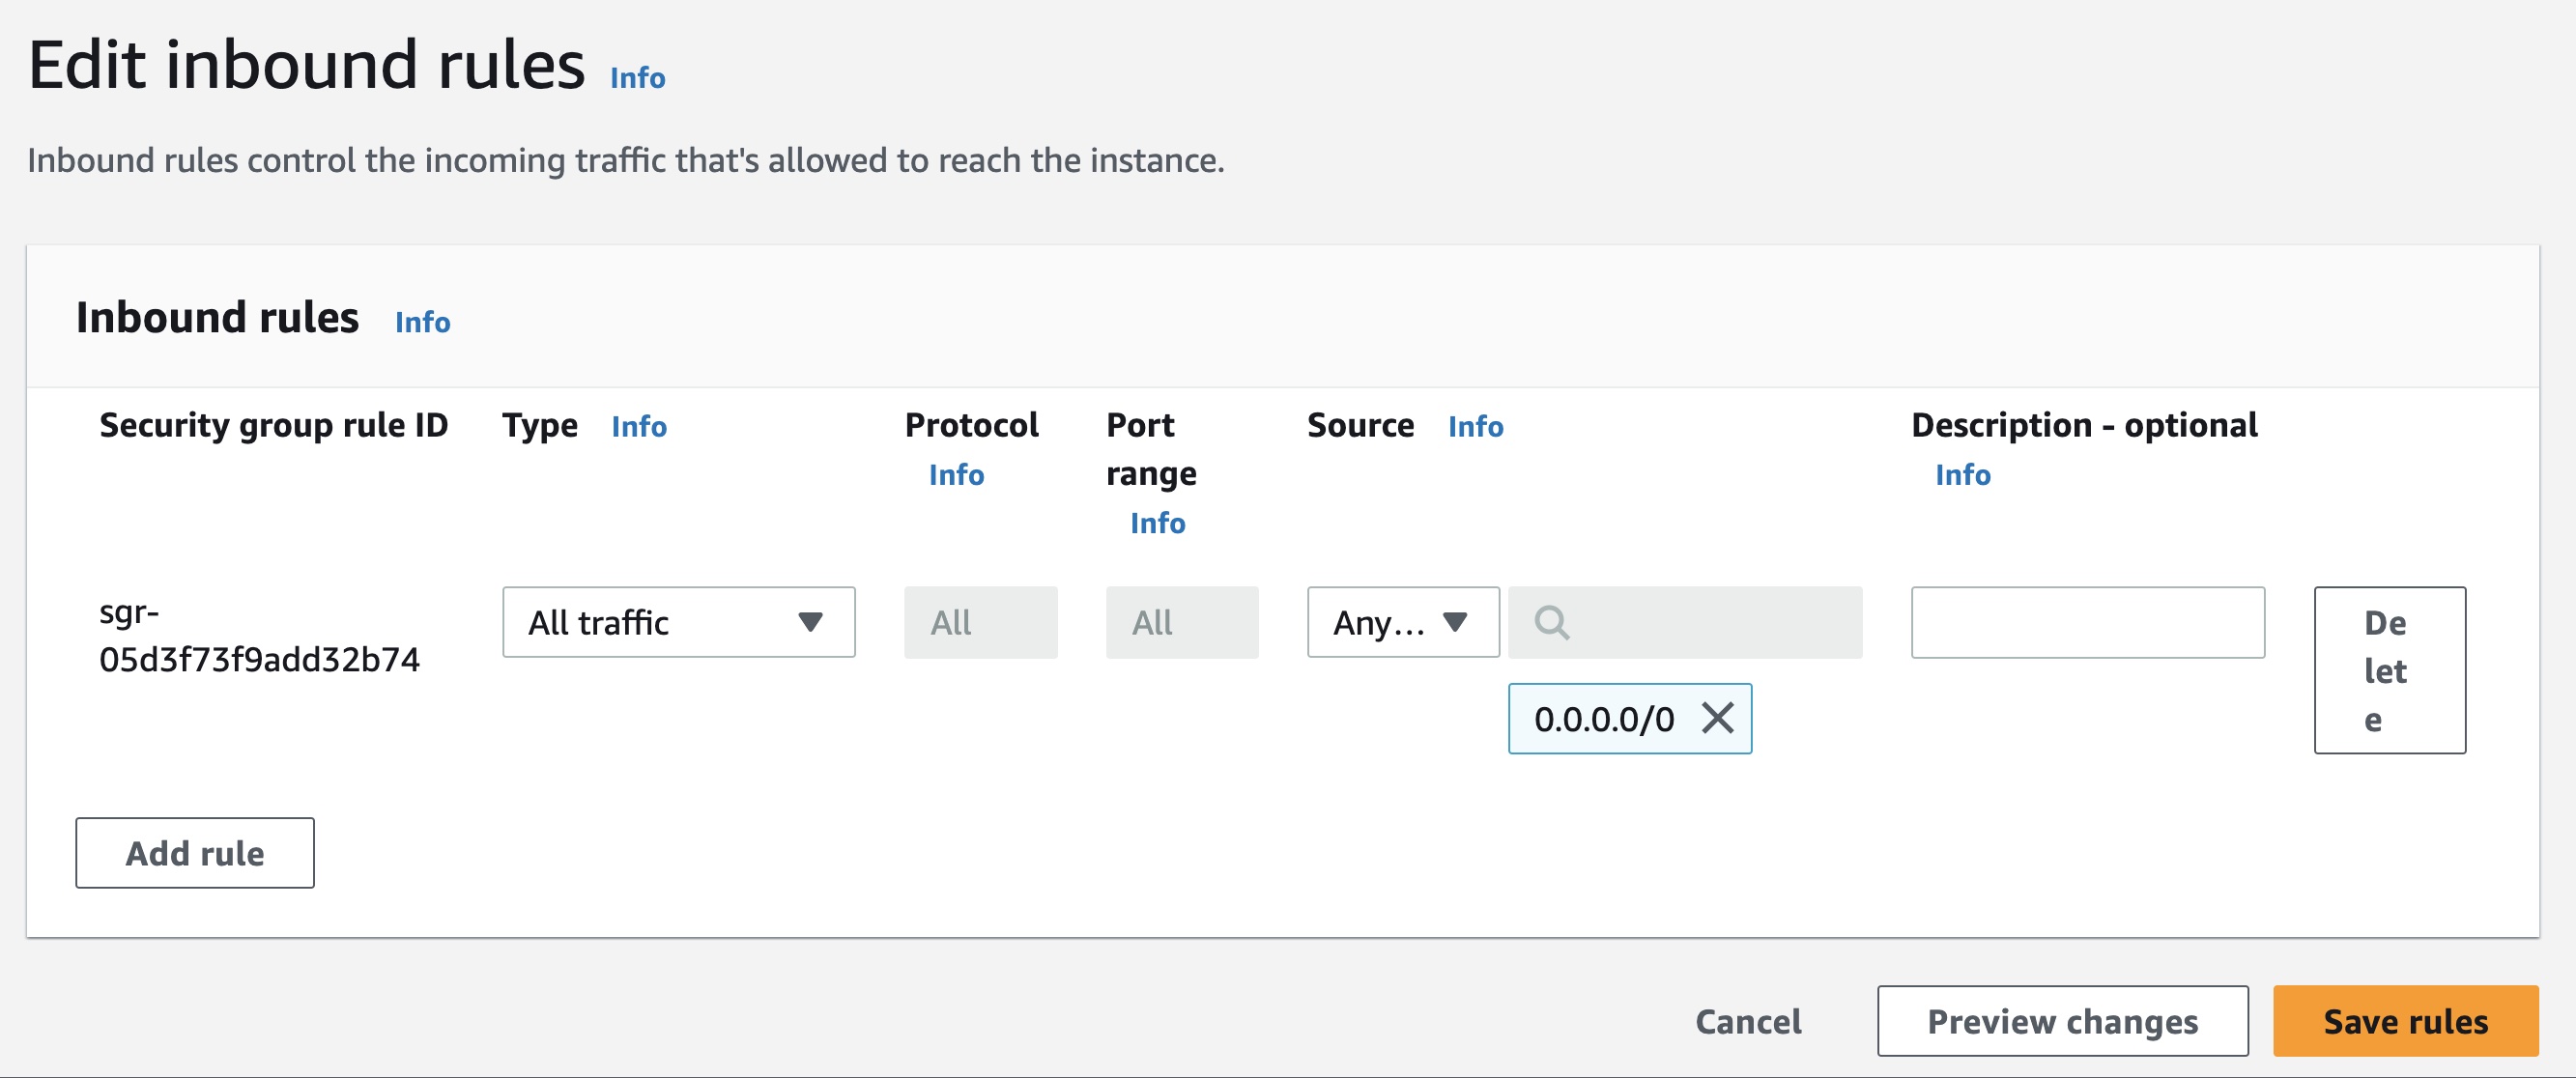 Edit inbound rules Info
Inbound rules control the incoming traffic that's allowed to reach the instance.
Inbound rules Info
Security group rule ID
Type Info
Protocol
Info
Port
range
Info
Source Info
Description - optional
Info
sgr-
05d3f73f9add32b74
All traffic
All
All
Any...
0.0.0.0/0
De
let
e
Add rule
Cancel
Preview changes
Save rules